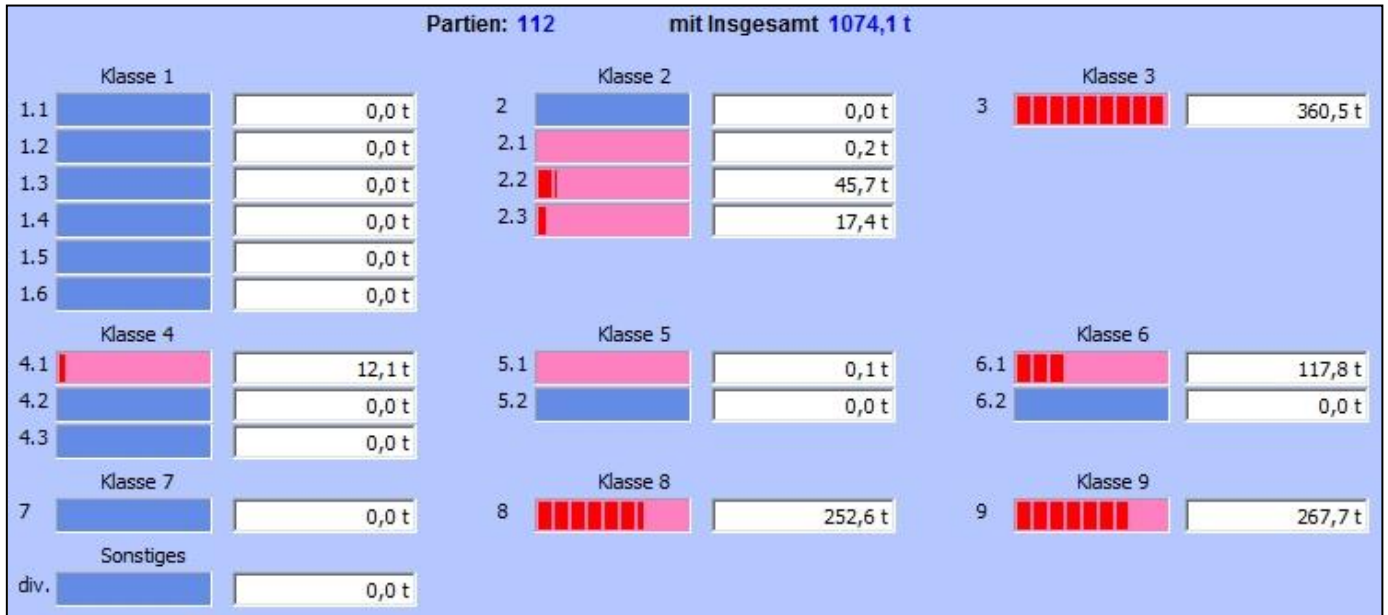 Partien: 112 mit Insgesamt 1074,1 t
Klasse 1 Klasse 2 Klasse 3
1.1 0,0 t 2 0,0 t 3 360,5 t
1.2 0,0 t 2.1 0,2 t
1.3 0,0 t 2.2 45,7 t
1.4 0,0 t 2.3 17,4 t
1.5 0,0 t
1.6 0,0 t
Klasse 4 Klasse 5 Klasse 6
4.1 12,1 t 5.1 0,1 t 6.1 117,8 t
4.2 0,0 t 5.2 0,0 t 6.2 0,0 t
4.3 0,0 t
Klasse 7 Klasse 8 Klasse 9
7 0,0 t 8 252,6 t 9 267,7 t
Sonstiges
div. 0,0 t